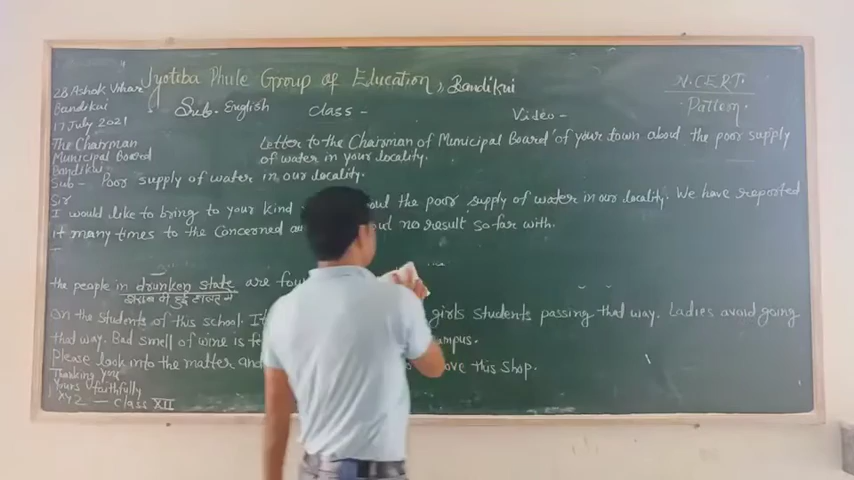 Jyotiba Phule Group of Education, Bandikui
N.C.E.R.T.
Pattern
Sub. English Class - Video -
28 Ashok Vihar
Bandikui
17 July 2021
The Chairman
Municipal Board
Bandikui
Letter to the Chairman of Municipal Board of your town about the poor supply
of water in your locality.
Sub - Poor supply of water in our locality.
Sir
I would like to bring to your kind the poor supply of water in our locality. We have reported
it many times to the concerned no result so far with.
the people in drunken state are
शराब पी हुई हालत में
on the students of this school. girls students passing that way. Ladies avoid going
that way. Bad smell of wine is
Please look into the matter and this shop.
Thanking you
Yours faithfully
XYZ - Class XII